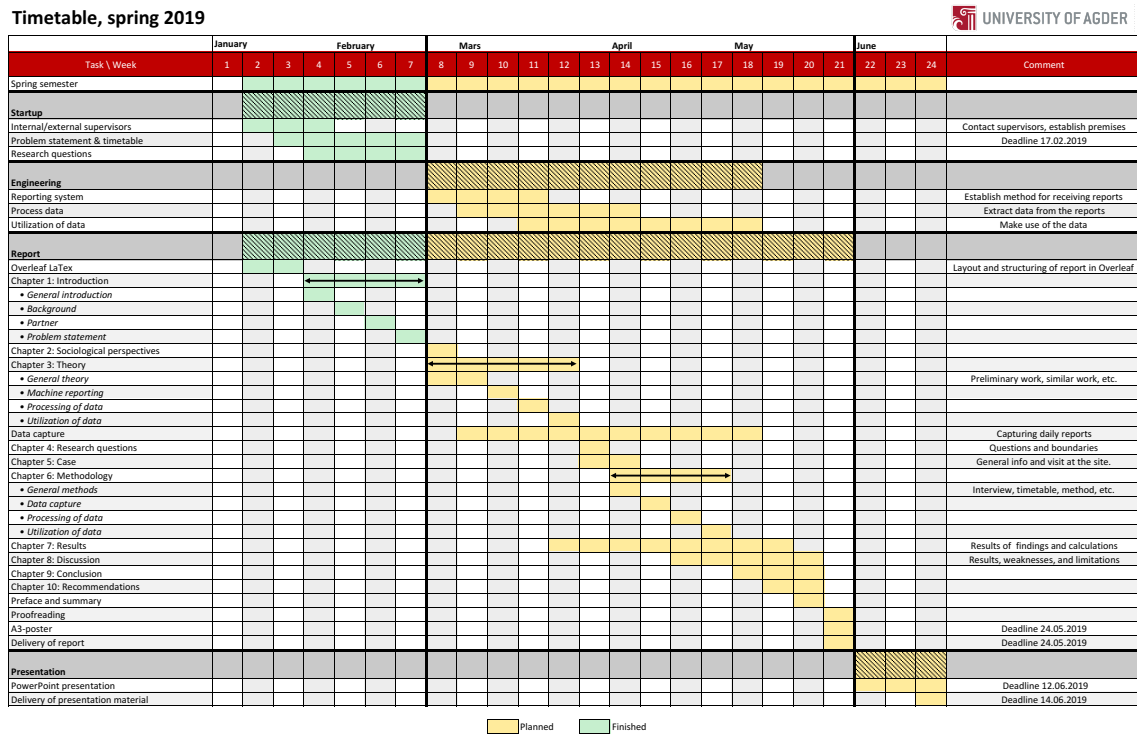 Timetable, spring 2019
UNIVERSITY OF AGDER
January February Mars April May June
Task \ Week 1 2 3 4 5 6 7 8 9 10 11 12 13 14 15 16 17 18 19 20 21 22 23 24 Comment
Spring semester
Startup
Internal/external supervisors Contact supervisors, establish premises
Problem statement & timetable Deadline 17.02.2019
Research questions
Engineering
Reporting system Establish method for receiving reports
Process data Extract data from the reports
Utilization of data Make use of the data
Report
Overleaf LaTex Layout and structuring of report in Overleaf
Chapter 1: Introduction
• General introduction
• Background
• Partner
• Problem statement
Chapter 2: Sociological perspectives
Chapter 3: Theory
• General theory Preliminary work, similar work, etc.
• Machine reporting
• Processing of data
• Utilization of data
Data capture Capturing daily reports
Chapter 4: Research questions Questions and boundaries
Chapter 5: Case General info and visit at the site.
Chapter 6: Methodology
• General methods Interview, timetable, method, etc.
• Data capture
• Processing of data
• Utilization of data
Chapter 7: Results Results of findings and calculations
Chapter 8: Discussion Results, weaknesses, and limitations
Chapter 9: Conclusion
Chapter 10: Recommendations
Preface and summary
Proofreading
A3-poster Deadline 24.05.2019
Delivery of report Deadline 24.05.2019
Presentation
PowerPoint presentation Deadline 12.06.2019
Delivery of presentation material Deadline 14.06.2019
Planned Finished